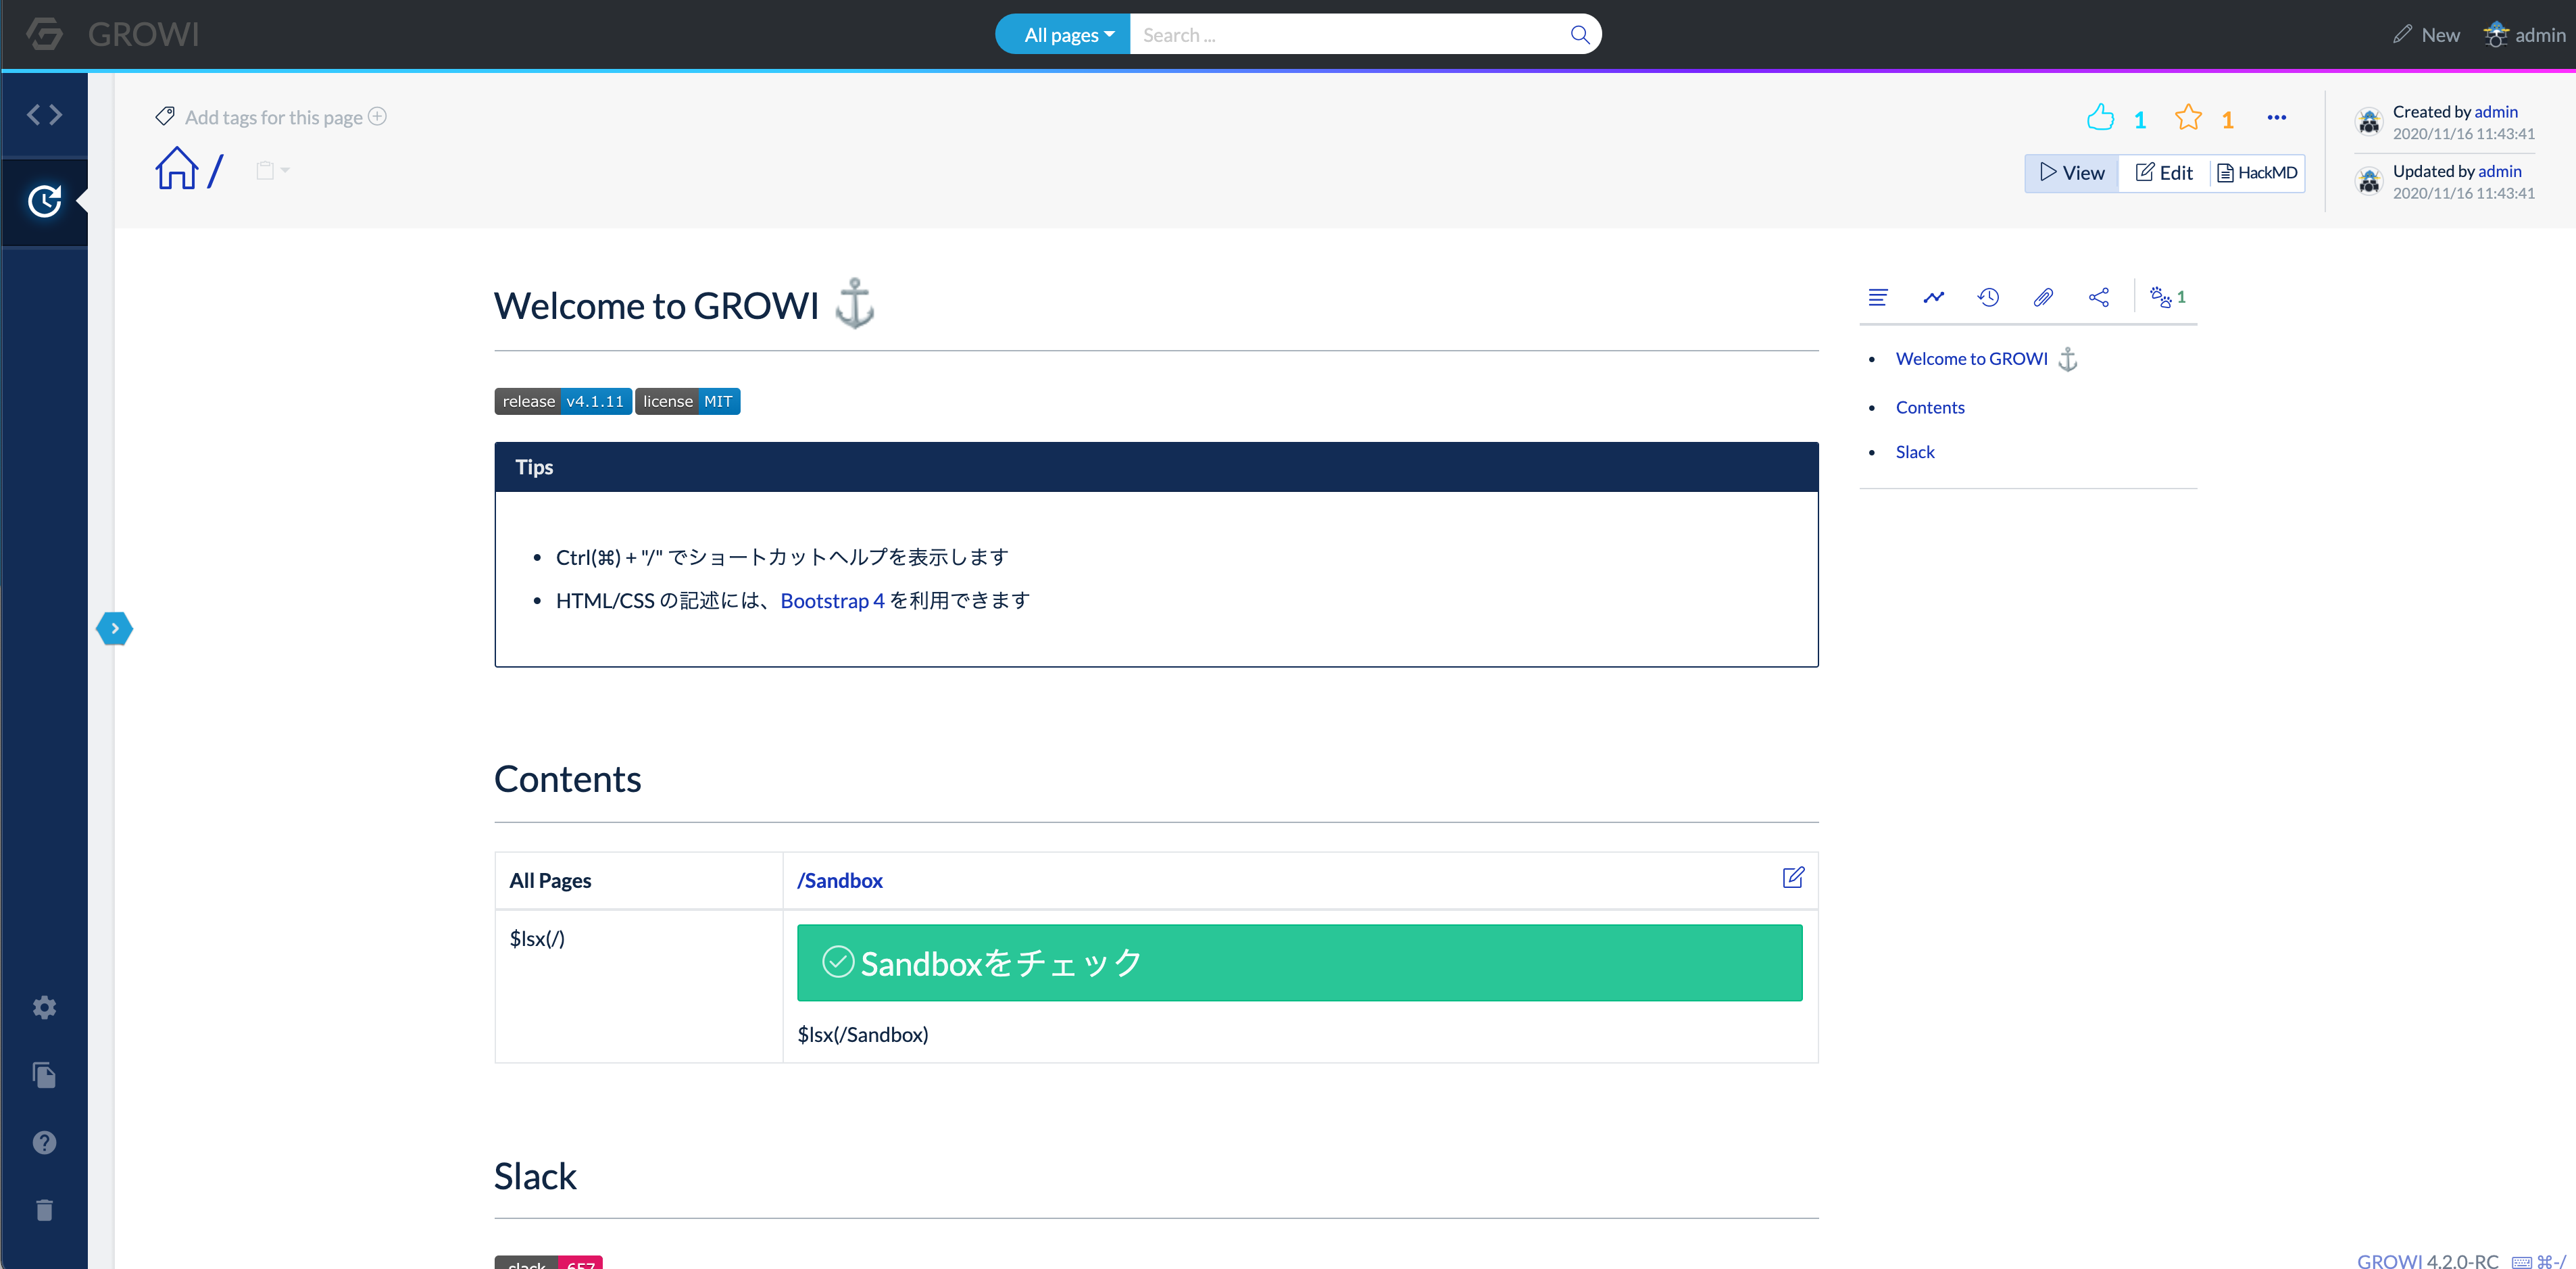 GROWI
All pages
Search ...
New
admin
Add tags for this page
/
1
1
View
Edit
HackMD
Created by admin
2020/11/16 11:43:41
Updated by admin
2020/11/16 11:43:41
Welcome to GROWI
release v4.1.11 license MIT
Tips
Ctrl(⌘) + "/" でショートカットヘルプを表示します
HTML/CSS の記述には、Bootstrap 4 を利用できます
1
Welcome to GROWI
Contents
Slack
Contents
All Pages
/Sandbox
$lsx(/)
Sandboxをチェック
$lsx(/Sandbox)
Slack
slack 657
GROWI 4.2.0-RC
⌘-/